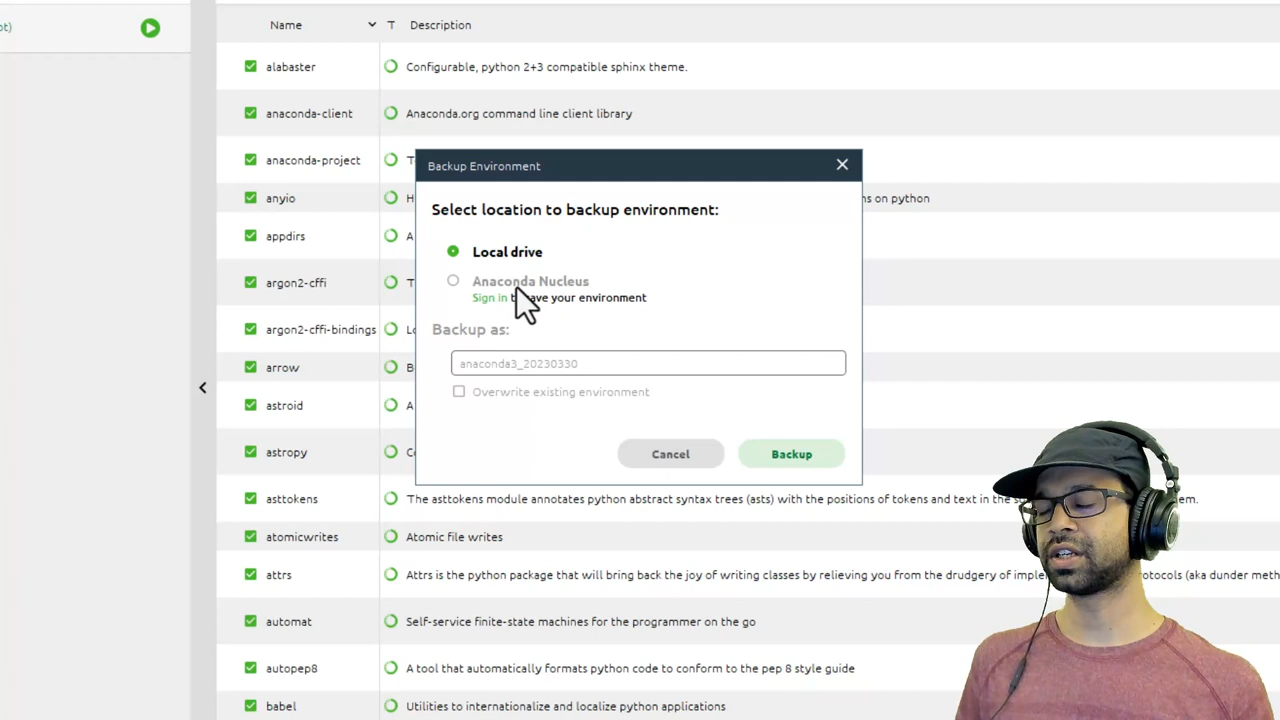 ot)
Name T Description
alabaster Configurable, python 2+3 compatible sphinx theme.
anaconda-client Anaconda.org command line client library
anaconda-project T
Backup Environment
anyio H ns on python
Select location to backup environment:
appdirs A
Local drive
argon2-cffi T
Anaconda Nucleus
Sign in ave your environment
argon2-cffi-bindings Lo
Backup as:
arrow B
anaconda3_20230330
Overwrite existing environment
astroid A
astropy Co
Cancel Backup
asttokens The asttokens module annotates python abstract syntax trees (asts) with the positions of tokens and text in the so em.
atomicwrites Atomic file writes
attrs Attrs is the python package that will bring back the joy of writing classes by relieving you from the drudgery of implem otocols (aka dunder meth
automat Self-service finite-state machines for the programmer on the go
autopep8 A tool that automatically formats python code to conform to the pep 8 style guide
babel Utilities to internationalize and localize python applications